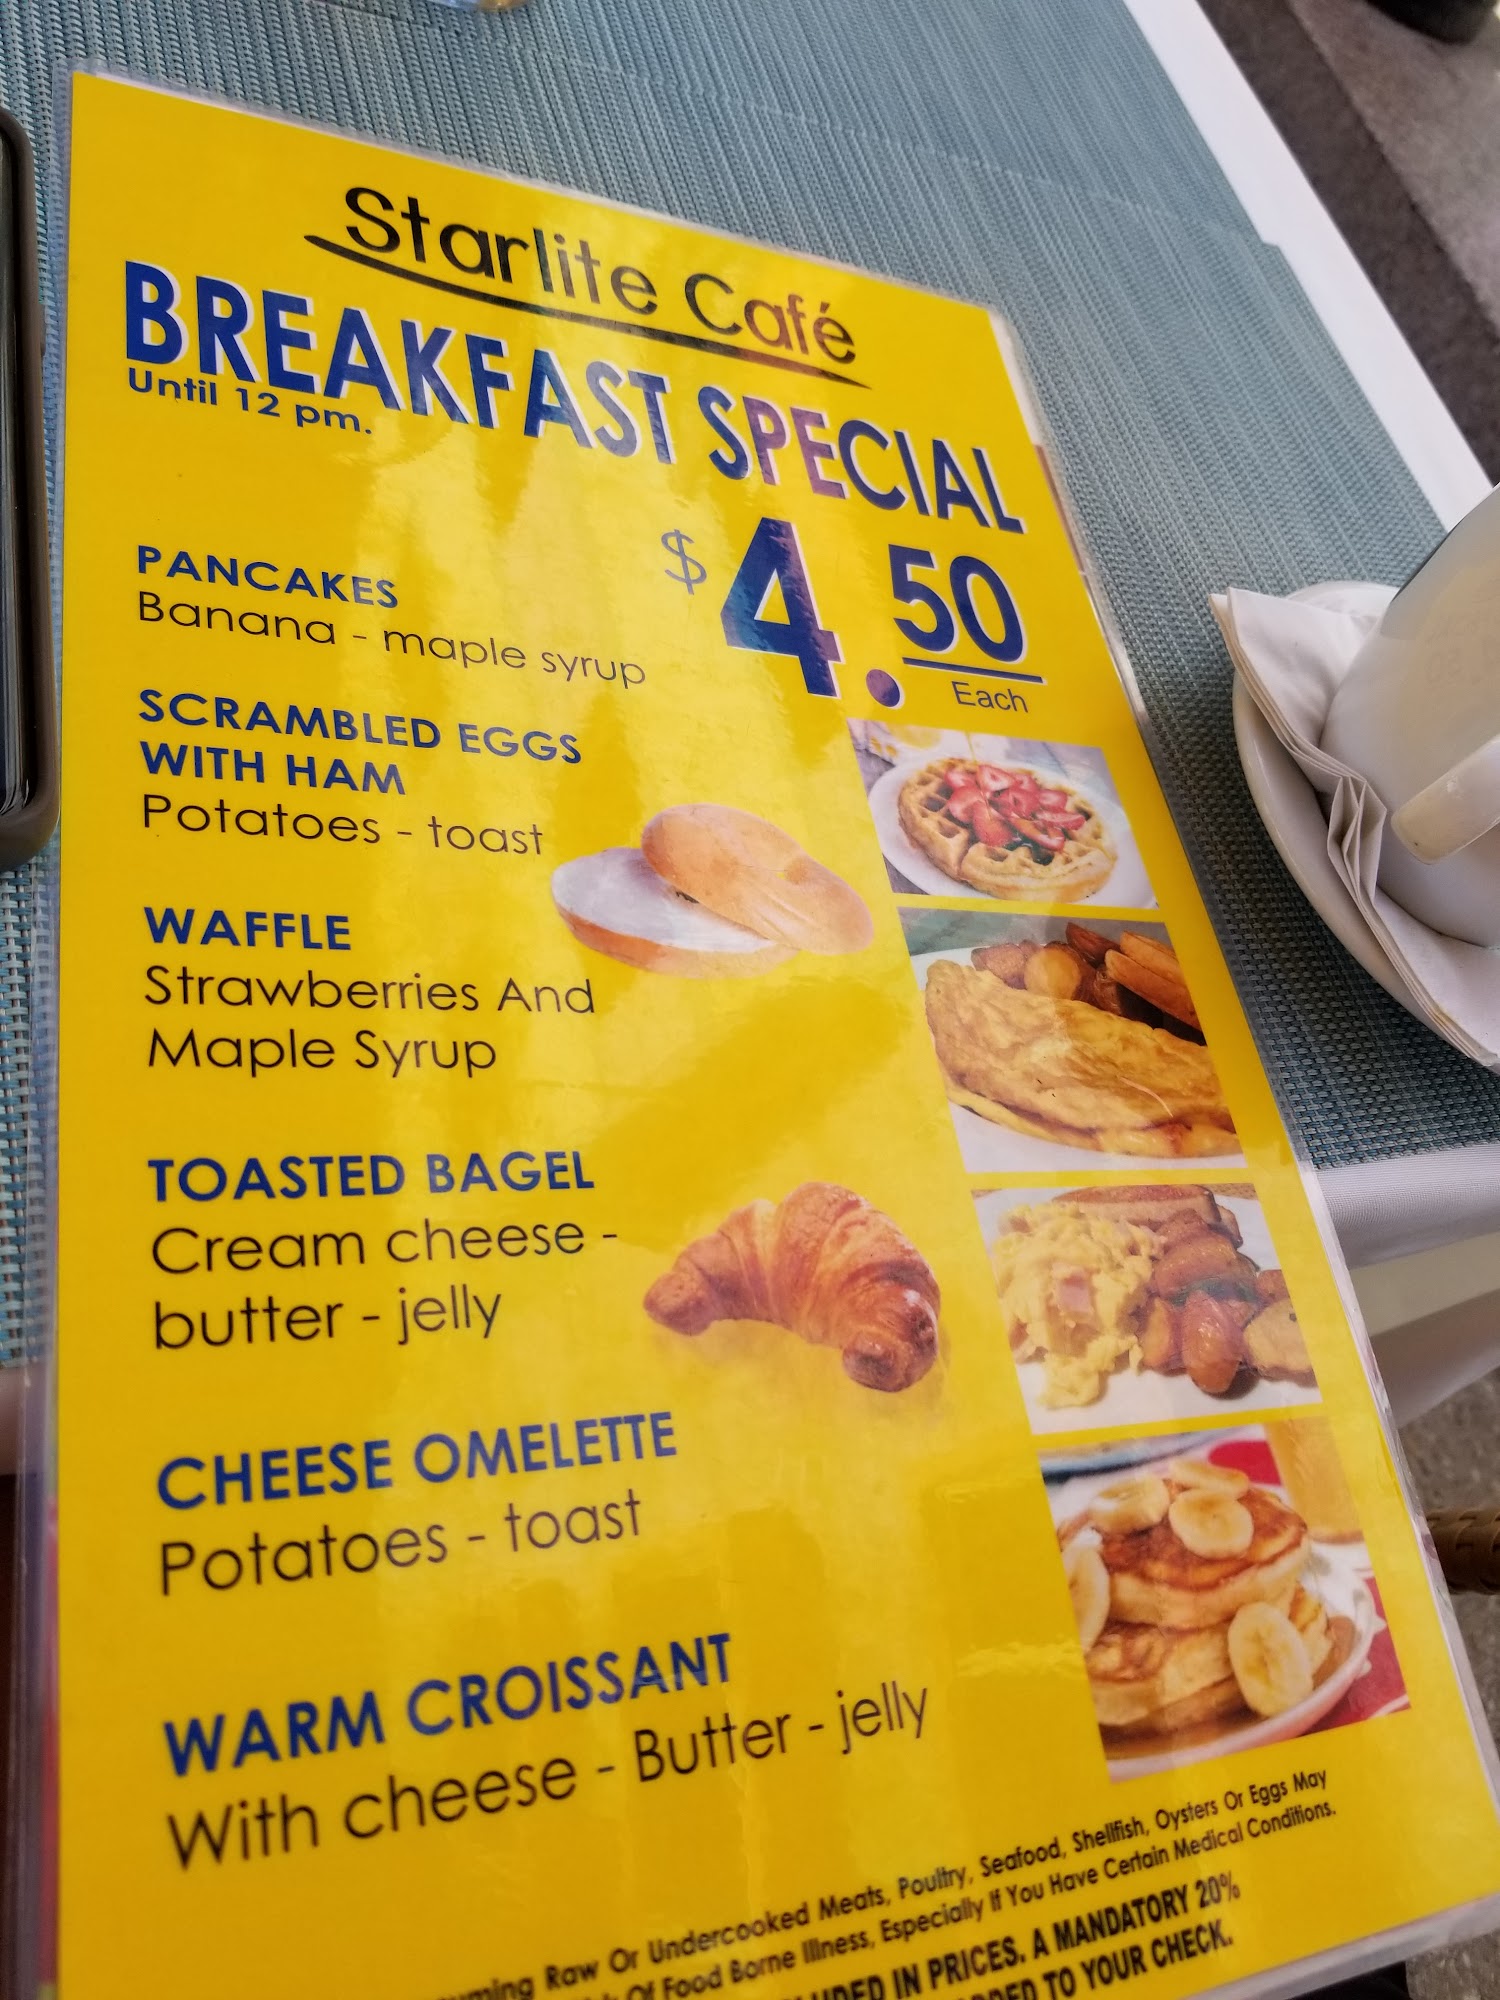 Starlite Café
BREAKFAST SPECIAL
Until 12 pm.
$4.50
Each
PANCAKES
Banana - maple syrup
SCRAMBLED EGGS
WITH HAM
Potatoes - toast
WAFFLE
Strawberries And
Maple Syrup
TOASTED BAGEL
Cream cheese -
butter - jelly
CHEESE OMELETTE
Potatoes - toast
WARM CROISSANT
With cheese - Butter - jelly
Raw Or Undercooked Meats, Poultry, Seafood, Shellfish, Oysters Or Eggs May
Of Food Borne Illness, Especially If You Have Certain Medical Conditions.
IN PRICES. A MANDATORY 20%
TO YOUR CHECK.